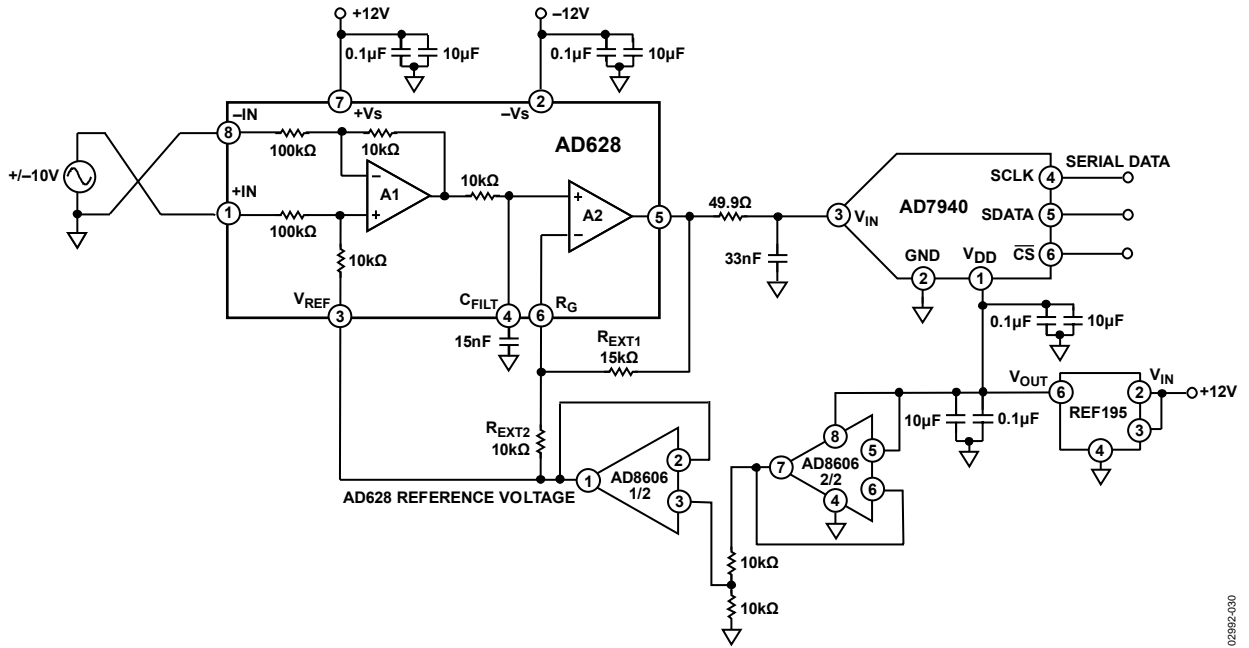 +12V
–12V
0.1µF
10µF
0.1µF
10µF
7
2
–IN
+VS
–VS
8
100kΩ
10kΩ
AD628
+/–10V
–
A1
+
+IN
1
100kΩ
10kΩ
10kΩ
+
A2
–
5
49.9Ω
33nF
3
VIN
AD7940
SERIAL DATA
SCLK
4
SDATA
5
CS
6
GND
2
VDD
1
VREF
3
CFILT
4
RG
6
15nF
REXT1
15kΩ
0.1µF
10µF
REXT2
10kΩ
VOUT
6
VIN
2
+12V
REF195
3
4
10µF
0.1µF
8
5
AD8606
2/2
7
6
4
2
AD8606
1/2
1
3
AD628 REFERENCE VOLTAGE
10kΩ
10kΩ
02992-030